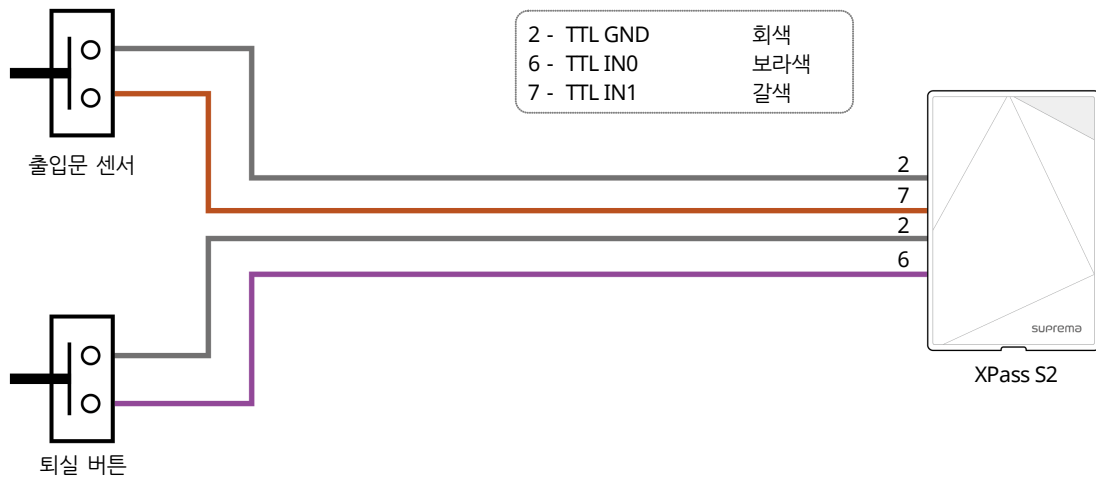 2 - TTL GND 회색
6 - TTL IN0 보라색
7 - TTL IN1 갈색
출입문 센서
2
7
2
6
suprema
XPass S2
퇴실 버튼